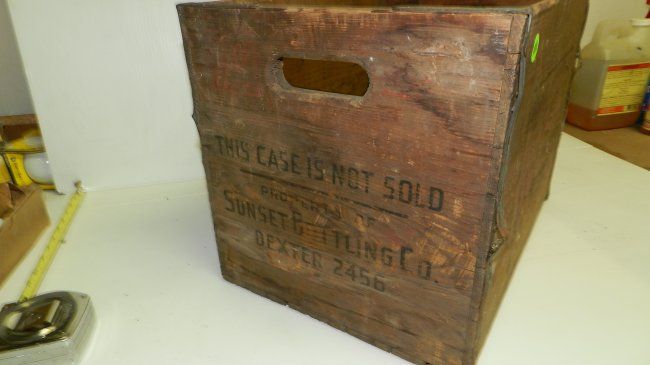 THIS CASE IS NOT SOLD
PROPERTY OF
SUNSET BOTTLING CO.
DEXTER 2456